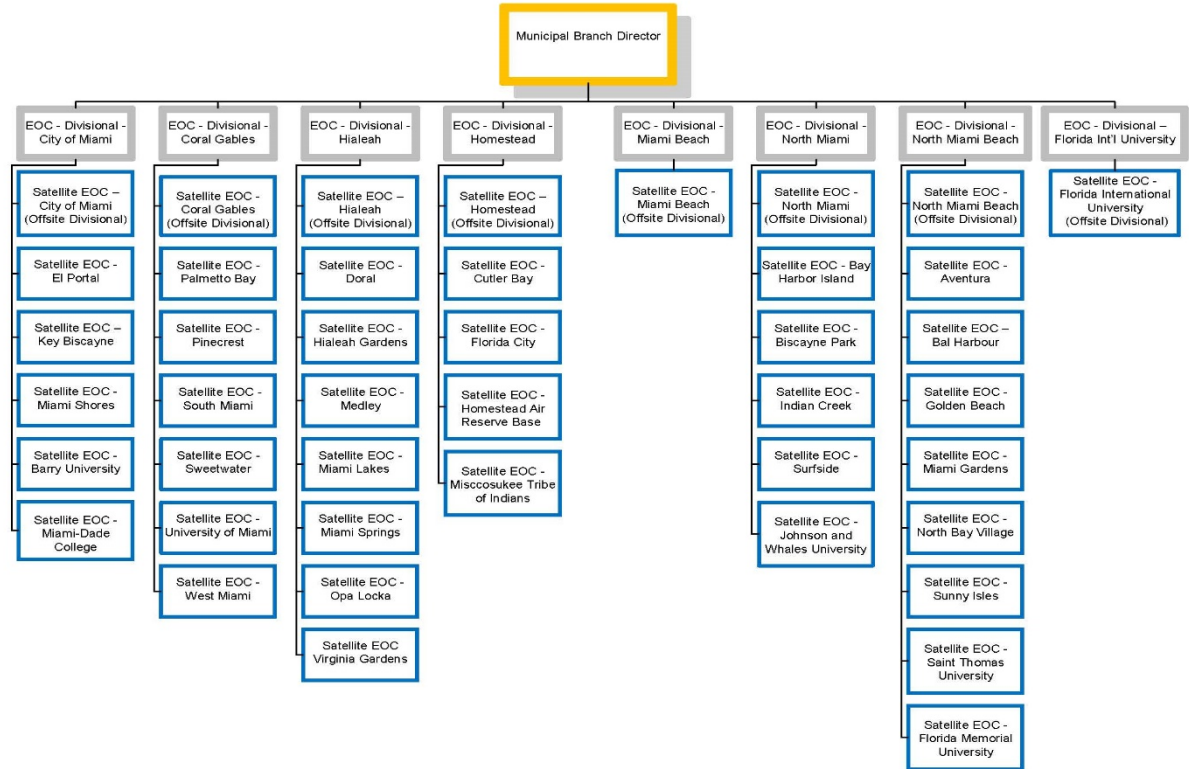 Municipal Branch Director
EOC - Divisional -
City of Miami
EOC - Divisional -
Coral Gables
EOC - Divisional -
Hialeah
EOC - Divisional -
Homestead
EOC - Divisional -
Miami Beach
EOC - Divisional -
North Miami
EOC - Divisional -
North Miami Beach
EOC - Divisional –
Florida Int'l University
Satellite EOC –
City of Miami
(Offsite Divisional)
Satellite EOC -
El Portal
Satellite EOC –
Key Biscayne
Satellite EOC -
Miami Shores
Satellite EOC -
Barry University
Satellite EOC -
Miami-Dade
College
Satellite EOC -
Coral Gables
(Offsite Divisional)
Satellite EOC -
Palmetto Bay
Satellite EOC -
Pinecrest
Satellite EOC -
South Miami
Satellite EOC -
Sweetwater
Satellite EOC -
University of Miami
Satellite EOC -
West Miami
Satellite EOC –
Hialeah
(Offsite Divisional)
Satellite EOC -
Doral
Satellite EOC -
Hialeah Gardens
Satellite EOC -
Medley
Satellite EOC -
Miami Lakes
Satellite EOC -
Miami Springs
Satellite EOC -
Opa Locka
Satellite EOC
Virginia Gardens
Satellite EOC –
Homestead
(Offsite Divisional)
Satellite EOC -
Cutler Bay
Satellite EOC -
Florida City
Satellite EOC -
Homestead Air
Reserve Base
Satellite EOC -
Misccosukee Tribe
of Indians
Satellite EOC -
Miami Beach
(Offsite Divisional)
Satellite EOC -
North Miami
(Offsite Divisional)
Satellite EOC - Bay
Harbor Island
Satellite EOC -
Biscayne Park
Satellite EOC -
Indian Creek
Satellite EOC -
Surfside
Satellite EOC -
Johnson and
Whales University
Satellite EOC -
North Miami Beach
(Offsite Divisional)
Satellite EOC -
Aventura
Satellite EOC –
Bal Harbour
Satellite EOC -
Golden Beach
Satellite EOC -
Miami Gardens
Satellite EOC -
North Bay Village
Satellite EOC -
Sunny Isles
Satellite EOC -
Saint Thomas
University
Satellite EOC -
Florida Memorial
University
Satellite EOC -
Florida International
University
(Offsite Divisional)